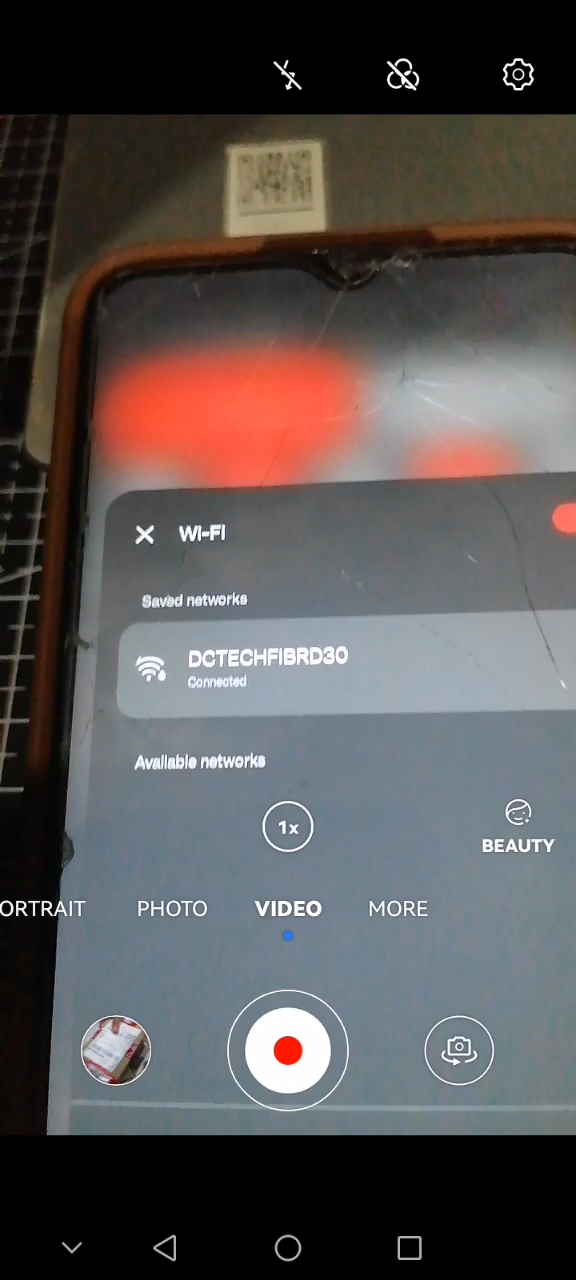 Wi-Fi
Saved networks
DCTECHFIBRD30
Connected
Available networks
1x
BEAUTY
ORTRAIT
PHOTO
VIDEO
MORE